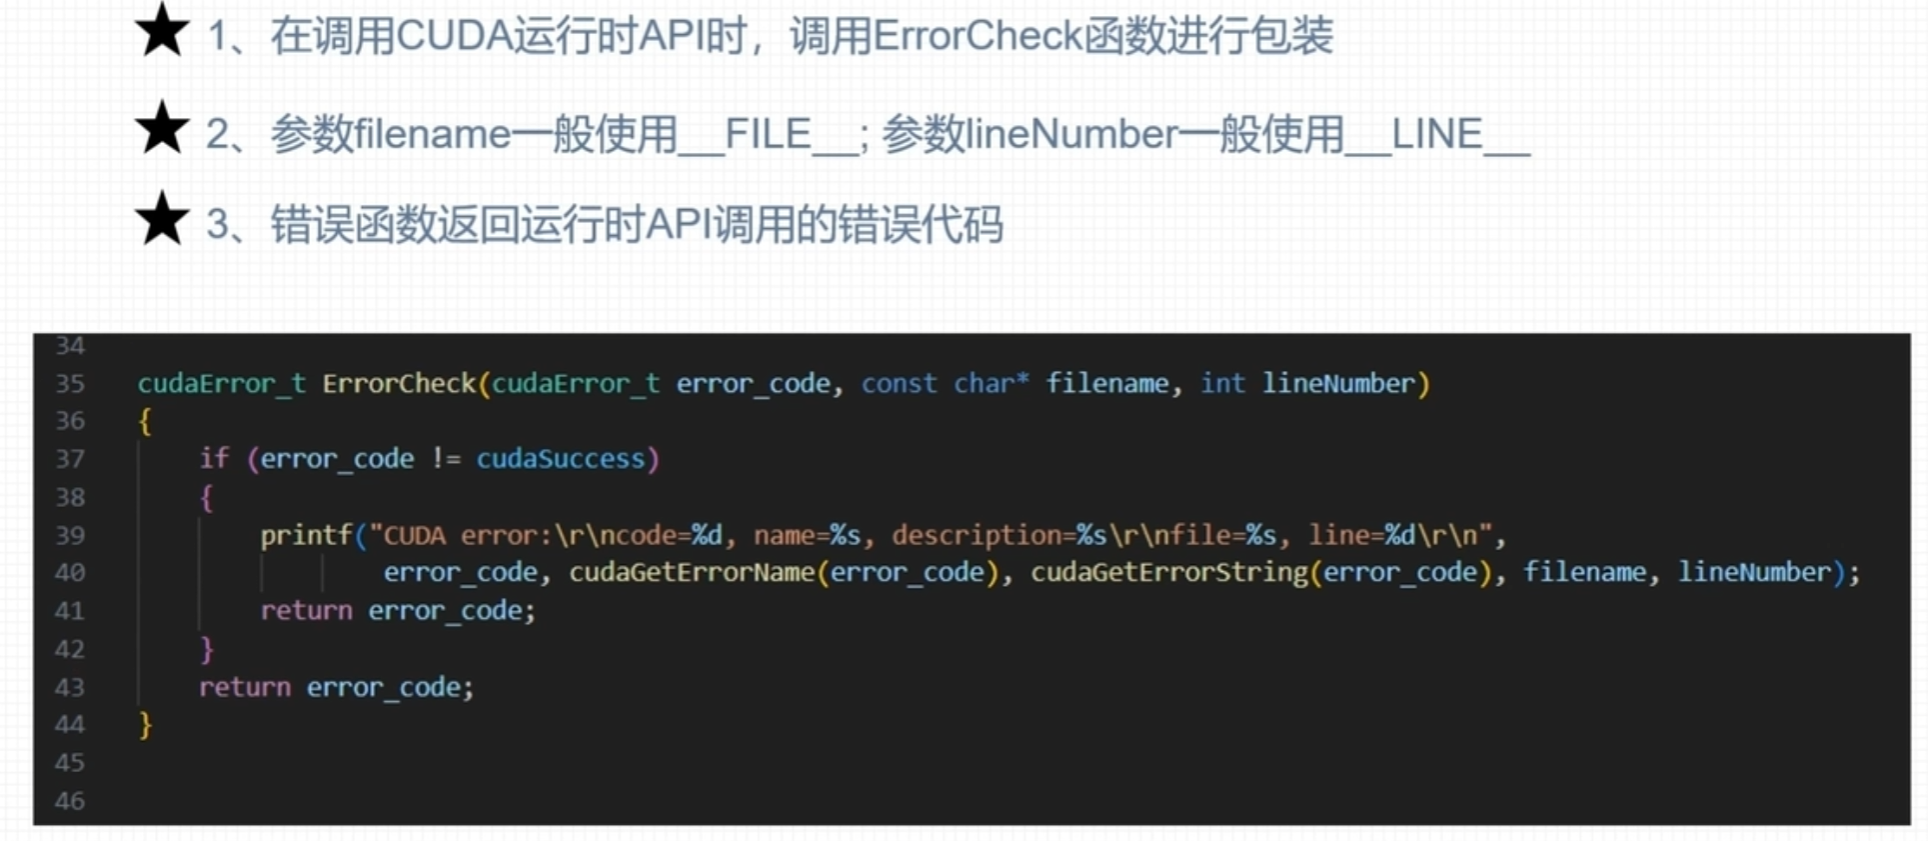 ★ 1、在调用CUDA运行时API时，调用ErrorCheck函数进行包装
★ 2、参数filename一般使用__FILE__; 参数lineNumber一般使用__LINE__
★ 3、错误函数返回运行时API调用的错误代码
34
35 cudaError_t ErrorCheck(cudaError_t error_code, const char* filename, int lineNumber)
36 {
37 if (error_code != cudaSuccess)
38 {
39 printf("CUDA error:\r\ncode=%d, name=%s, description=%s\r\nfile=%s, line=%d\r\n",
40 error_code, cudaGetErrorName(error_code), cudaGetErrorString(error_code), filename, lineNumber);
41 return error_code;
42 }
43 return error_code;
44 }
45
46